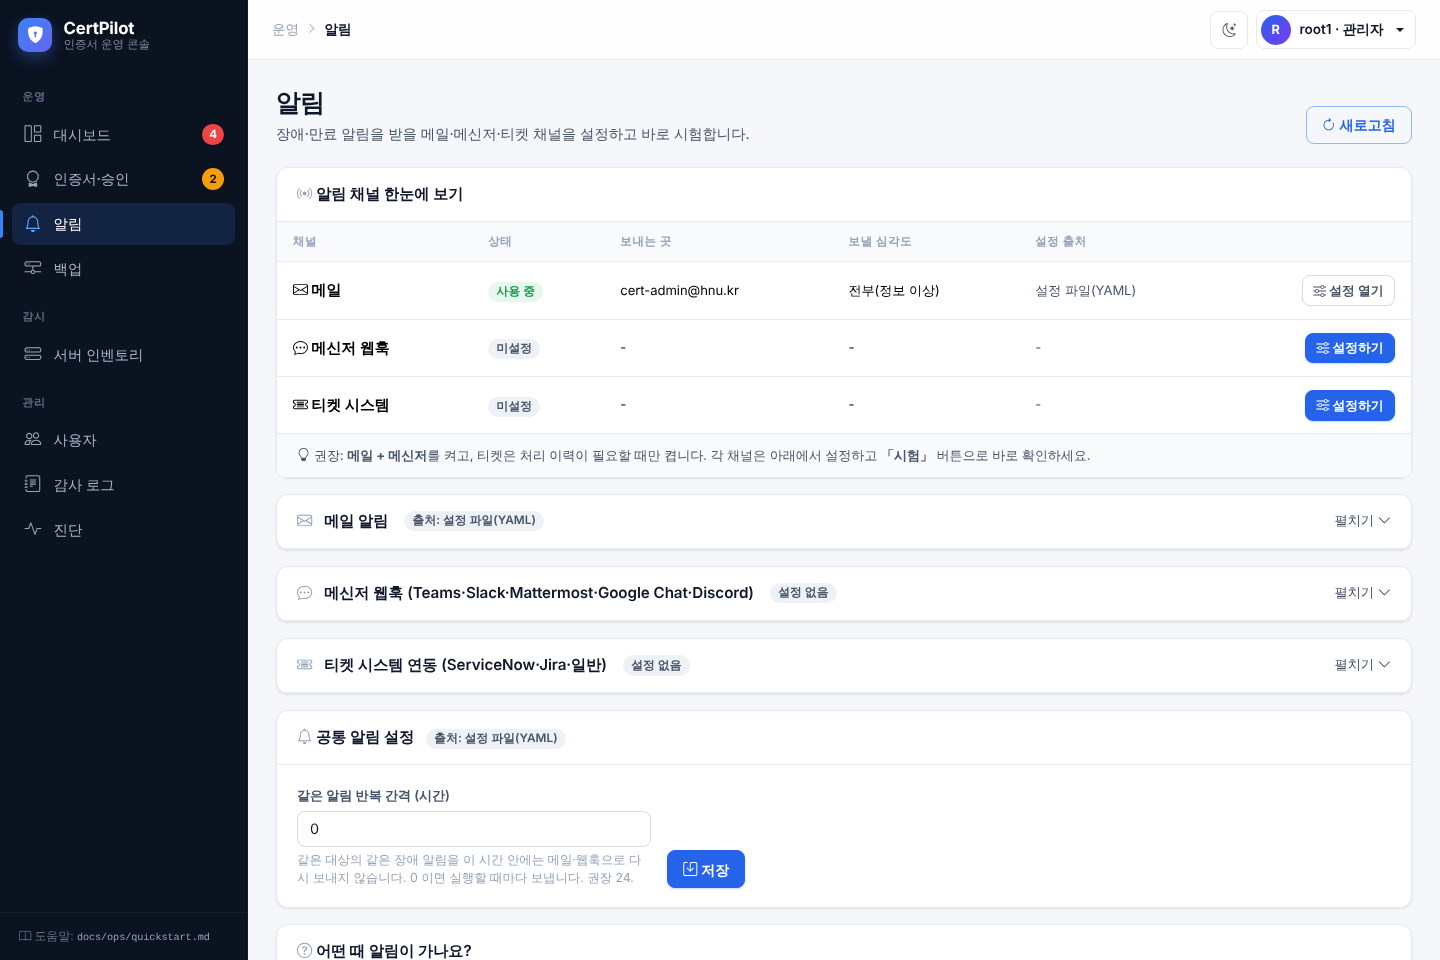 CertPilot
인증서 운영 콘솔
운영
대시보드 4
인증서·승인 2
알림
백업
감시
서버 인벤토리
관리
사용자
감사 로그
진단
도움말: docs/ops/quickstart.md
운영 > 알림
R root1 · 관리자
알림
장애·만료 알림을 받을 메일·메신저·티켓 채널을 설정하고 바로 시험합니다.
새로고침
알림 채널 한눈에 보기
채널 상태 보내는 곳 보낼 심각도 설정 출처
메일 사용 중 cert-admin@hnu.kr 전부(정보 이상) 설정 파일(YAML) 설정 열기
메신저 웹훅 미설정 - - - 설정하기
티켓 시스템 미설정 - - - 설정하기
권장: 메일 + 메신저를 켜고, 티켓은 처리 이력이 필요할 때만 켭니다. 각 채널은 아래에서 설정하고 「시험」 버튼으로 바로 확인하세요.
메일 알림 출처: 설정 파일(YAML) 펼치기
메신저 웹훅 (Teams·Slack·Mattermost·Google Chat·Discord) 설정 없음 펼치기
티켓 시스템 연동 (ServiceNow·Jira·일반) 설정 없음 펼치기
공통 알림 설정 출처: 설정 파일(YAML)
같은 알림 반복 간격 (시간)
0
같은 대상의 같은 장애 알림을 이 시간 안에는 메일·웹훅으로 다
시 보내지 않습니다. 0 이면 실행할 때마다 보냅니다. 권장 24.
저장
어떤 때 알림이 가나요?